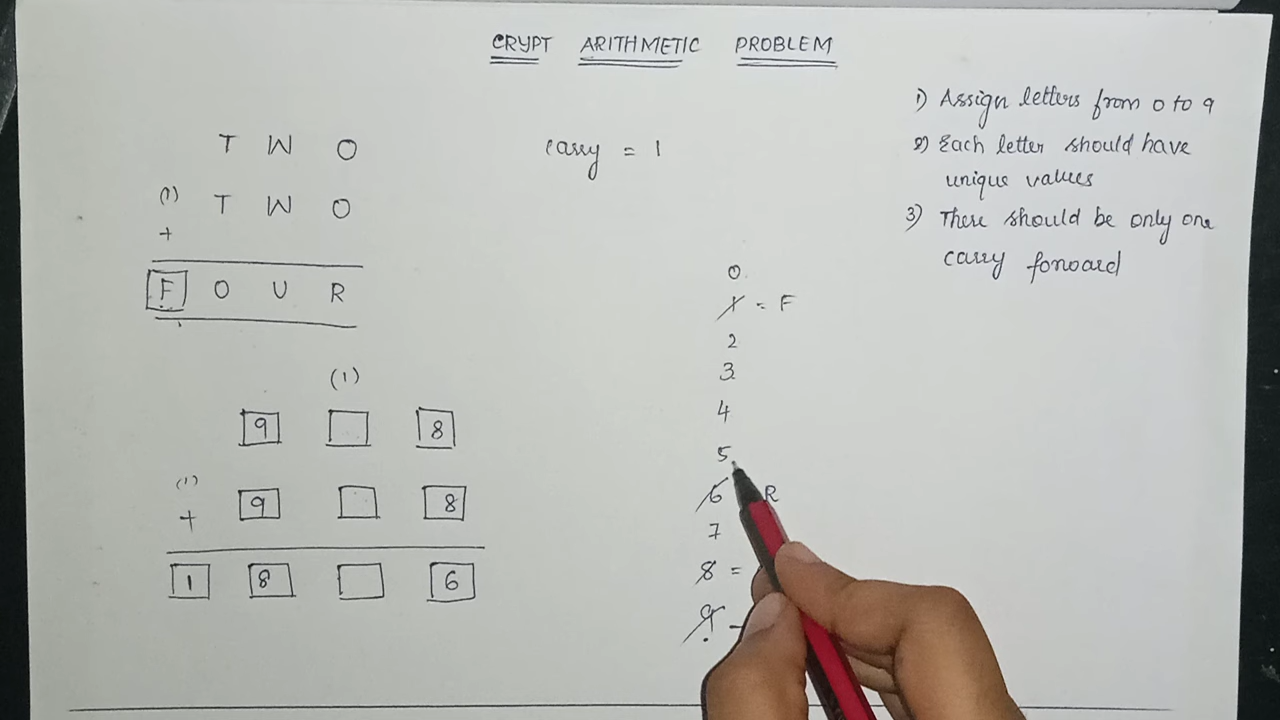 CRYPT ARITHMETIC PROBLEM
T W O
(1) T W O
+
F O U R
carry = 1
1) Assign letters from 0 to 9
2) Each letter should have
unique values
3) There should be only one
carry forward
(1)
9 8
(1)
+ 9 8
1 8 6
0
1 = F
2
3
4
5
6 R
7
8 =
9 -